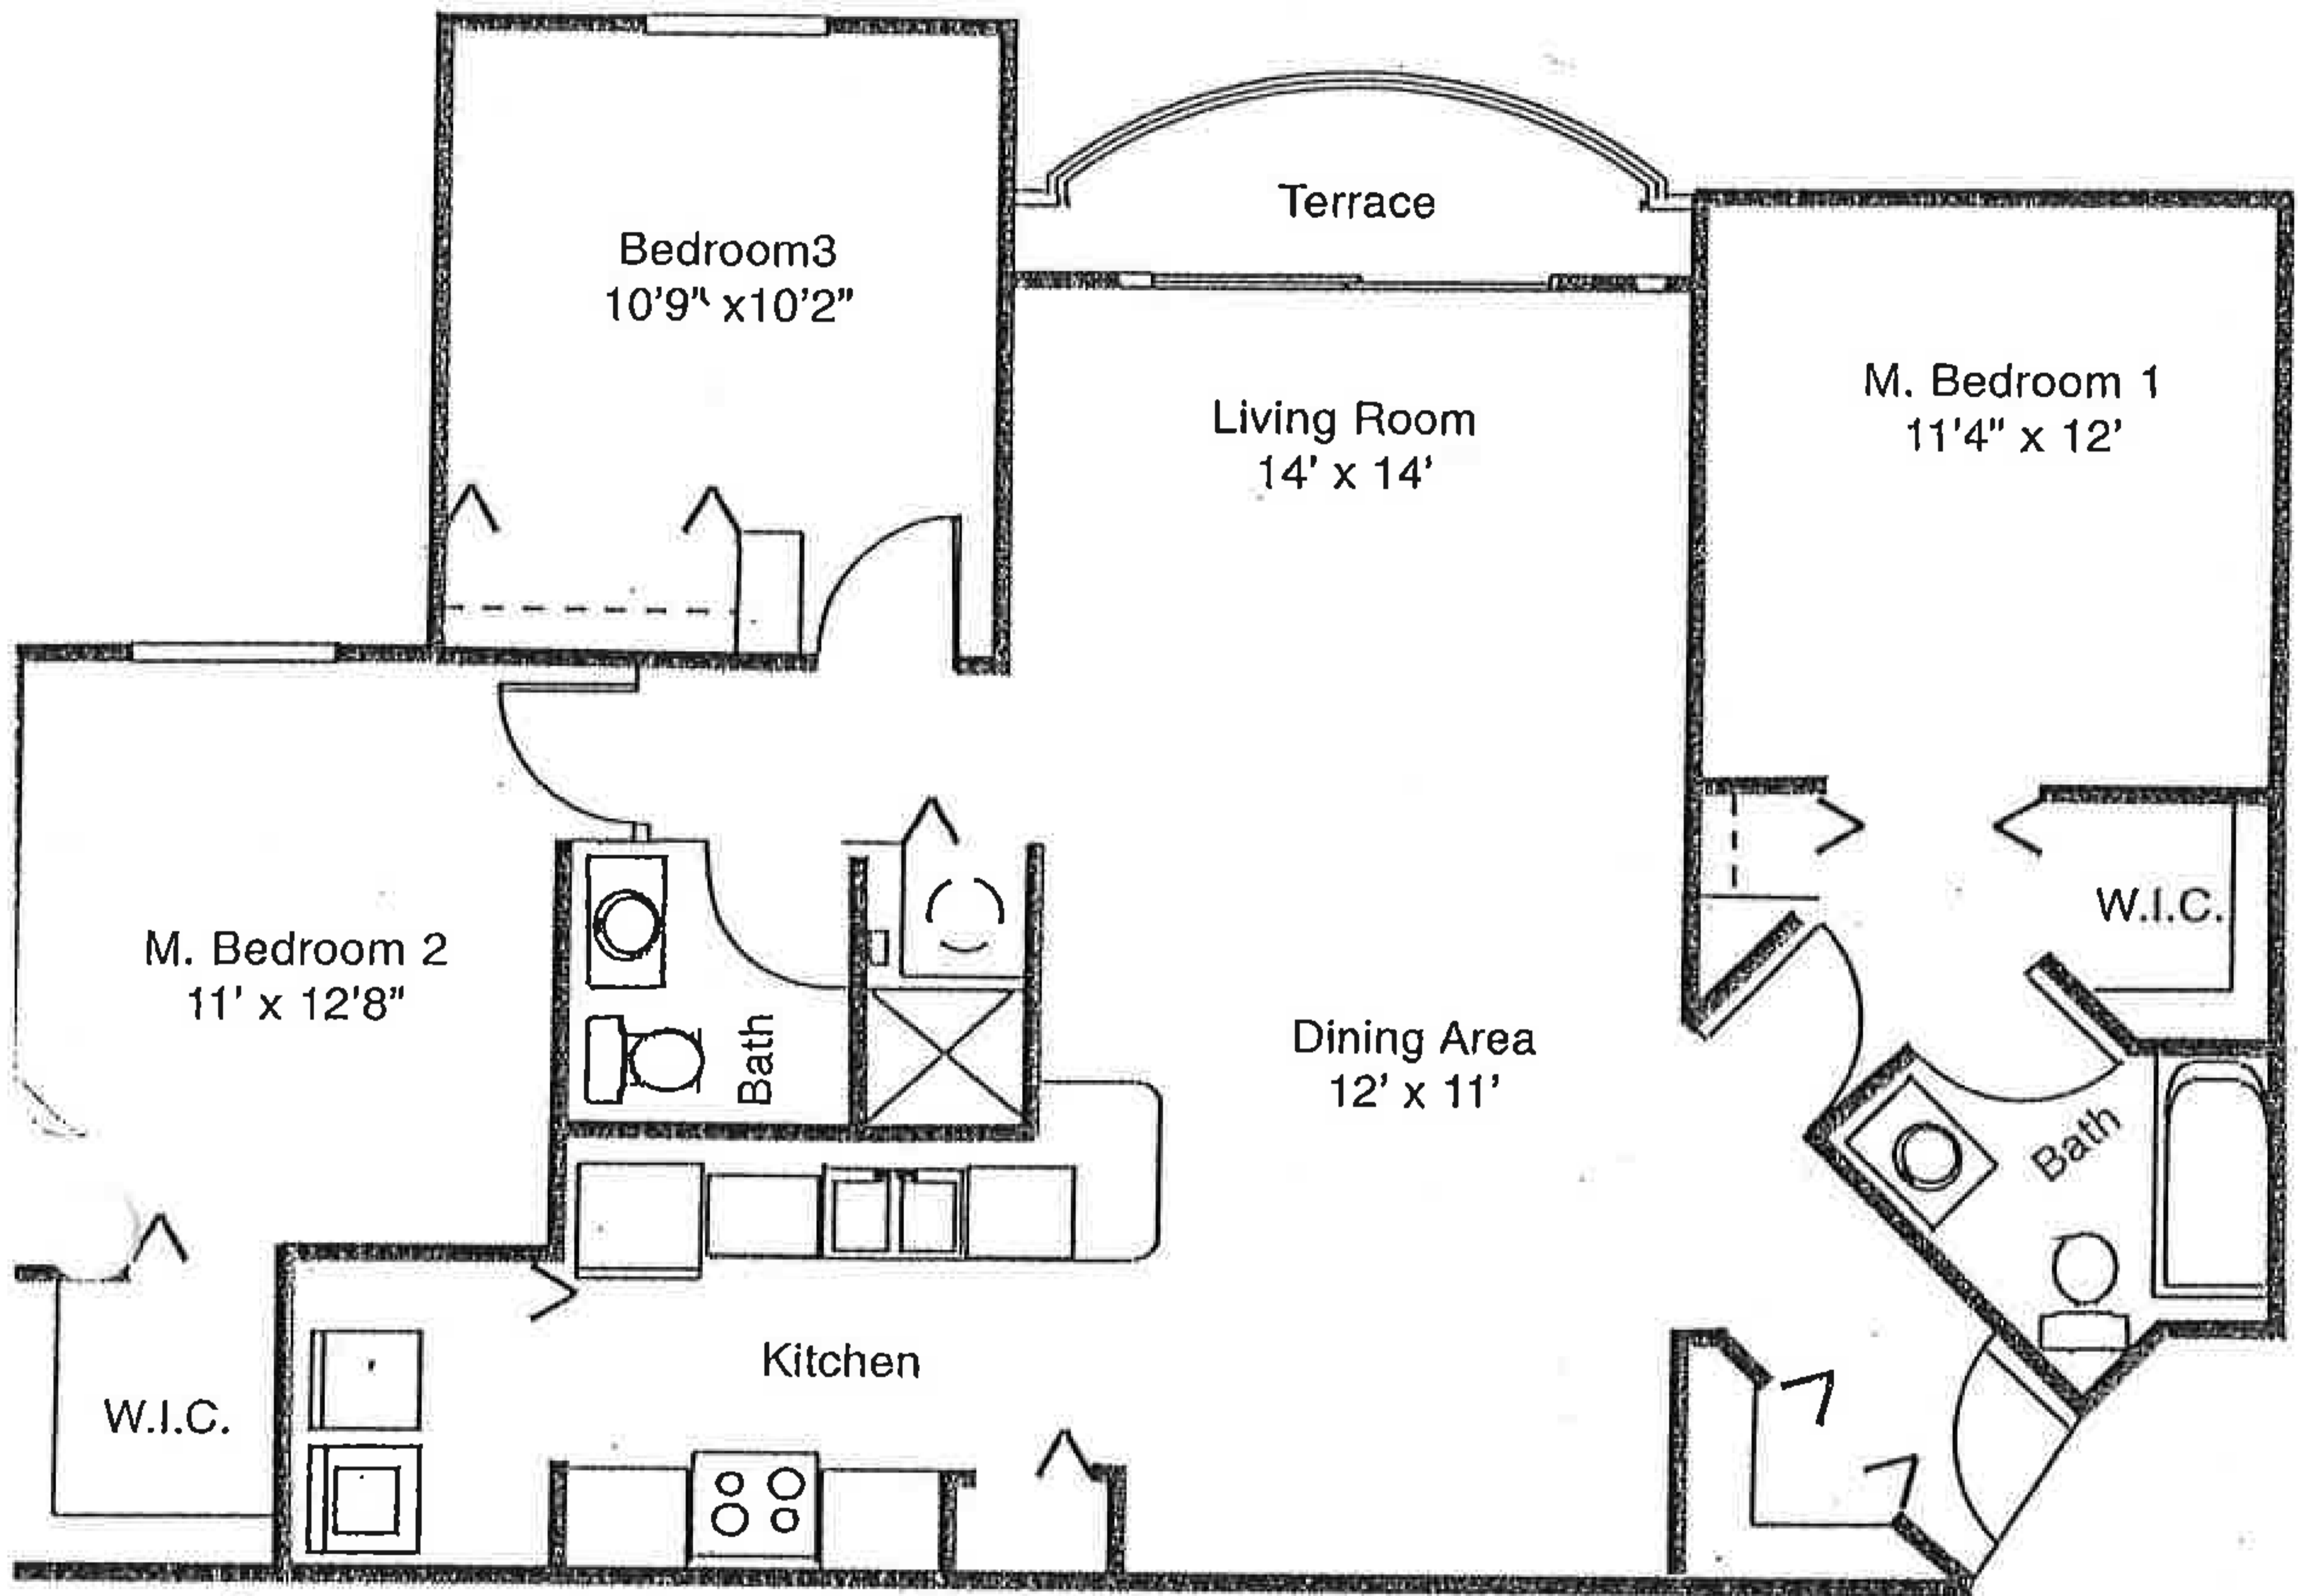 Terrace
Bedroom3
10'9" x10'2"
M. Bedroom 1
11'4" x 12'
Living Room
14' x 14'
W.I.C.
M. Bedroom 2
11' x 12'8"
Bath
Dining Area
12' x 11'
Bath
Kitchen
W.I.C.